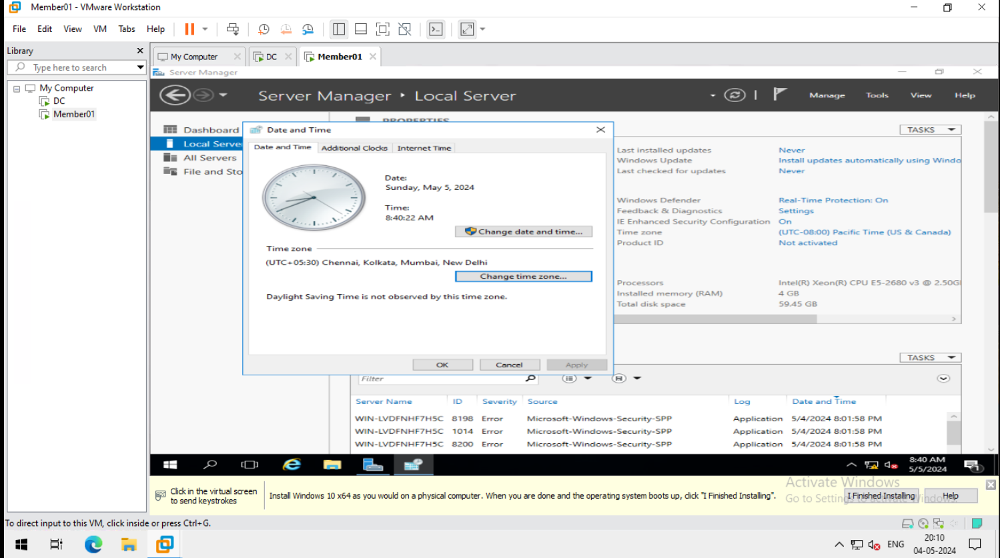 Member01 - VMware Workstation
File Edit View VM Tabs Help
Library
Type here to search
My Computer
DC
Member01
My Computer
DC
Member01
Server Manager
Server Manager • Local Server
Manage Tools View Help
Dashboard
Local Serve
All Servers
File and Sto
PROPERTIES
TASKS
Date and Time
Date and Time Additional Clocks Internet Time
Date:
Sunday, May 5, 2024
Time:
8:40:22 AM
Change date and time...
Time zone
(UTC+05:30) Chennai, Kolkata, Mumbai, New Delhi
Change time zone...
Daylight Saving Time is not observed by this time zone.
OK Cancel Apply
Last installed updates Never
Windows Update Install updates automatically using Windo
Last checked for updates Never
Windows Defender Real-Time Protection: On
Feedback & Diagnostics Settings
IE Enhanced Security Configuration On
Time zone (UTC-08:00) Pacific Time (US & Canada)
Product ID Not activated
Processors Intel(R) Xeon(R) CPU E5-2680 v3 @ 2.50G
Installed memory (RAM) 4 GB
Total disk space 59.45 GB
TASKS
Filter
Server Name ID Severity Source Log Date and Time
WIN-LVDFNHF7H5C 8198 Error Microsoft-Windows-Security-SPP Application 5/4/2024 8:01:58 PM
WIN-LVDFNHF7H5C 1014 Error Microsoft-Windows-Security-SPP Application 5/4/2024 8:01:58 PM
WIN-LVDFNHF7H5C 8200 Error Microsoft-Windows-Security-SPP Application 5/4/2024 8:01:58 PM
8:40 AM
5/5/2024
1
Click in the virtual screen
to send keystrokes
Install Windows 10 x64 as you would on a physical computer. When you are done and the operating system boots up, click "I Finished Installing".
I Finished Installing Help
Activate Windows
Go to Settings to activate Windows.
To direct input to this VM, click inside or press Ctrl+G.
ENG
20:10
04-05-2024